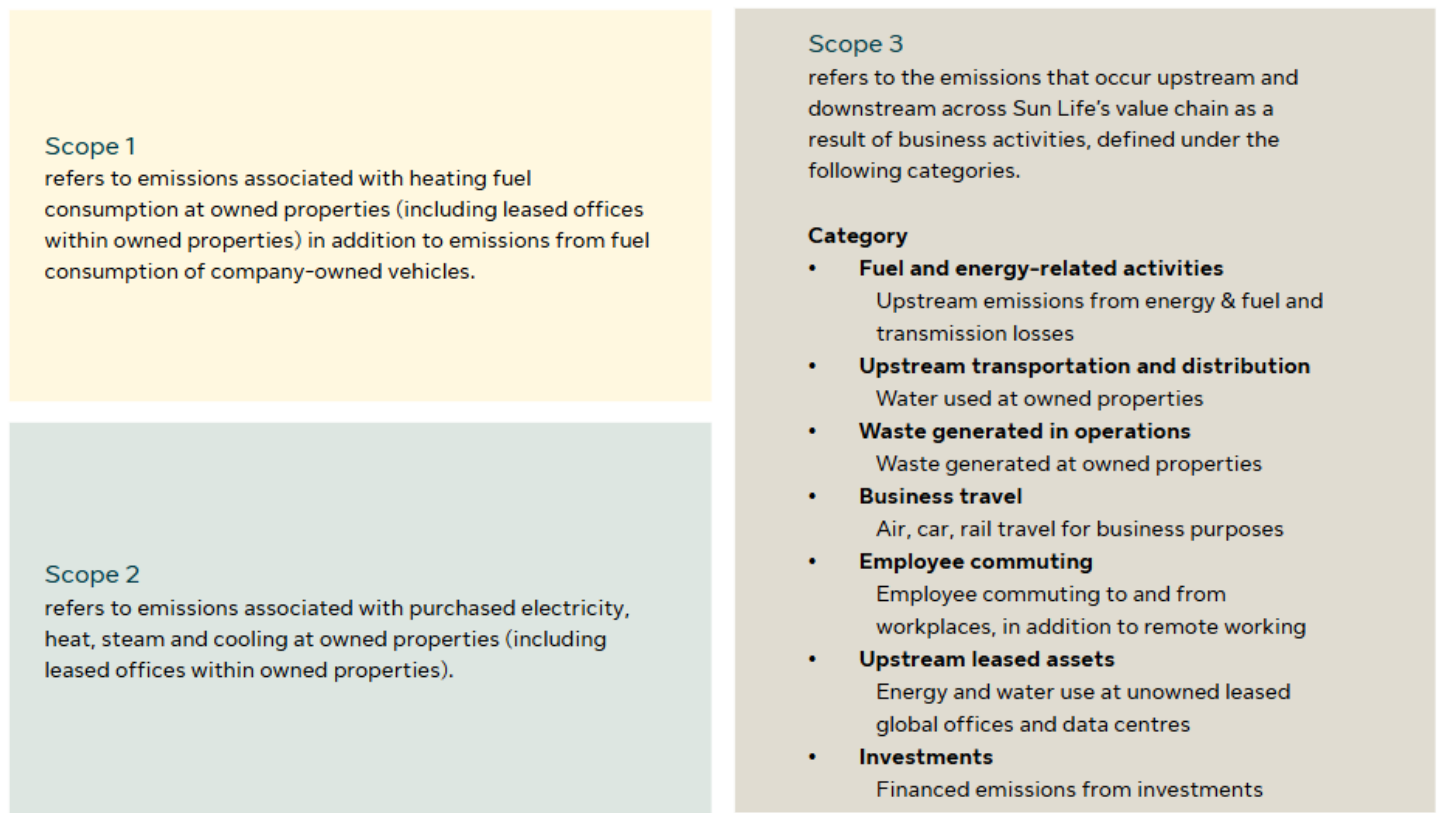 Scope 1
refers to emissions associated with heating fuel
consumption at owned properties (including leased offices
within owned properties) in addition to emissions from fuel
consumption of company-owned vehicles.
Scope 2
refers to emissions associated with purchased electricity,
heat, steam and cooling at owned properties (including
leased offices within owned properties).
Scope 3
refers to the emissions that occur upstream and
downstream across Sun Life’s value chain as a
result of business activities, defined under the
following categories.
Category
• Fuel and energy-related activities
Upstream emissions from energy & fuel and
transmission losses
• Upstream transportation and distribution
Water used at owned properties
• Waste generated in operations
Waste generated at owned properties
• Business travel
Air, car, rail travel for business purposes
• Employee commuting
Employee commuting to and from
workplaces, in addition to remote working
• Upstream leased assets
Energy and water use at unowned leased
global offices and data centres
• Investments
Financed emissions from investments